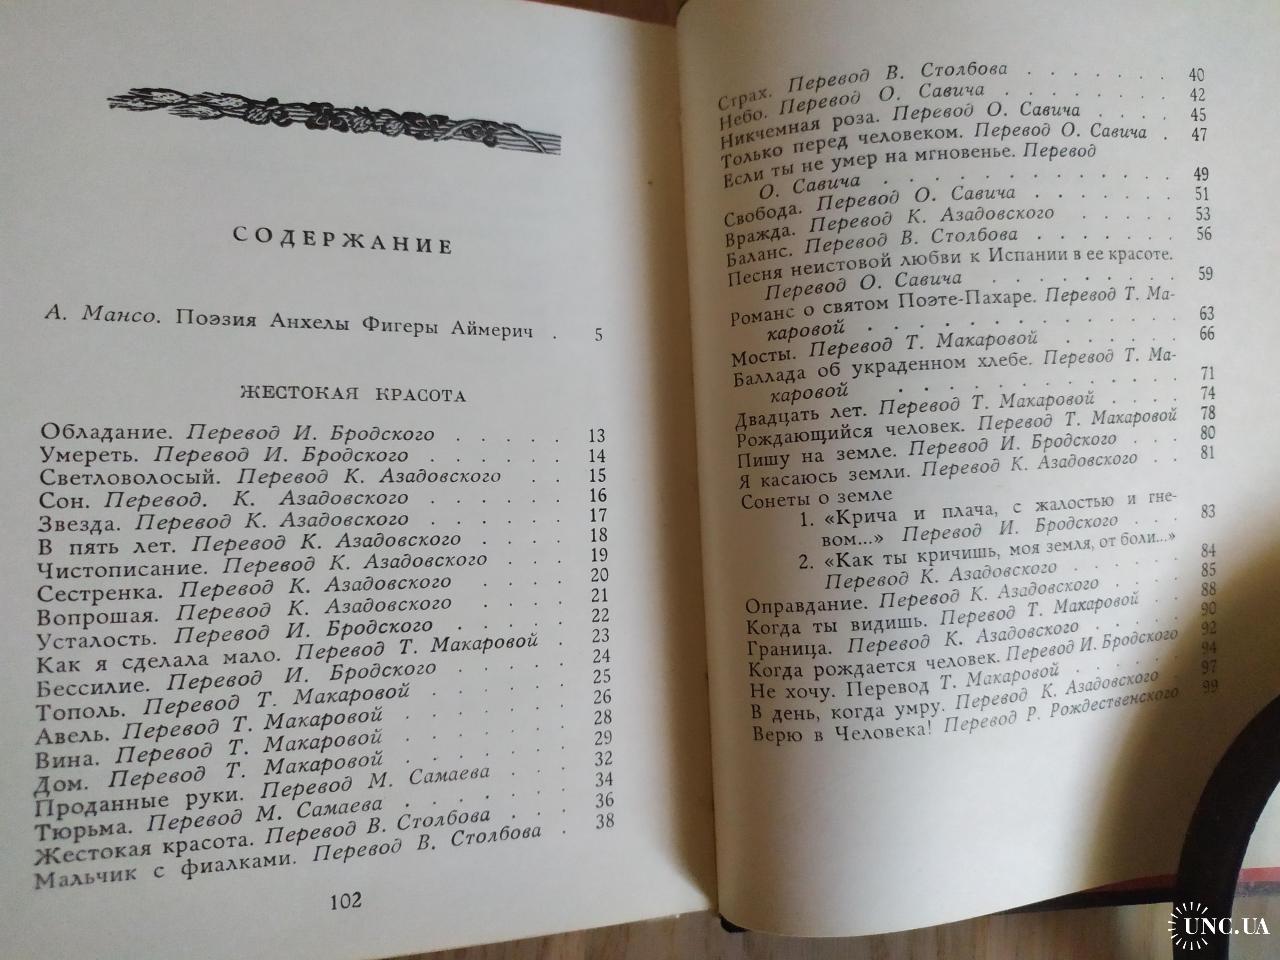 СОДЕРЖАНИЕ
А. Мансо. Поэзия Анхелы Фигеры Аймерич . 5
ЖЕСТОКАЯ КРАСОТА
Обладание. Перевод И. Бродского . . . . . 13
Умереть. Перевод И. Бродского . . . . . . 14
Светловолосый. Перевод К. Азадовского . . 15
Сон. Перевод. К. Азадовского . . . . . . 16
Звезда. Перевод К. Азадовского . . . . . 17
В пять лет. Перевод К. Азадовского . . . . 18
Чистописание. Перевод К. Азадовского . . . 19
Сестренка. Перевод К. Азадовского . . . . 20
Вопрошая. Перевод К. Азадовского . . . . 21
Усталость. Перевод И. Бродского . . . . . 22
Как я сделала мало. Перевод Т. Макаровой . 23
Бессилие. Перевод И. Бродского . . . . . 24
Тополь. Перевод Т. Макаровой . . . . . . 25
Авель. Перевод Т. Макаровой . . . . . . 26
Вина. Перевод Т. Макаровой . . . . . . 28
Дом. Перевод Т. Макаровой . . . . . . 29
Проданные руки. Перевод М. Самаева . . . 32
Тюрьма. Перевод М. Самаева . . . . . . 34
Жестокая красота. Перевод В. Столбова . . . 36
Мальчик с фиалками. Перевод В. Столбова . 38
102
Страх. Перевод В. Столбова . . . . . . . 40
Небо. Перевод О. Савича . . . . . . . . 42
Никчемная роза. Перевод О. Савича . . . . 45
Только перед человеком. Перевод О. Савича . 47
Если ты не умер на мгновенье. Перевод
О. Савича . . . . . . . . . . . . 49
Свобода. Перевод О. Савича . . . . . . . 51
Вражда. Перевод К. Азадовского . . . . . 53
Баланс. Перевод В. Столбова . . . . . . . 56
Песня неистовой любви к Испании в ее красоте.
Перевод О. Савича . . . . . . . . 59
Романс о святом Поэте-Пахаре. Перевод Т. Ма-
каровой . . . . . . . . . . . . . 63
Мосты. Перевод Т. Макаровой . . . . . . 66
Баллада об украденном хлебе. Перевод Т. Ма-
каровой . . . . . . . . . . . . 71
Двадцать лет. Перевод Т. Макаровой . . . . 74
Рождающийся человек. Перевод Т. Макаровой 78
Пишу на земле. Перевод И. Бродского . . . 80
Я касаюсь земли. Перевод К. Азадовского . . 81
Сонеты о земле
1. «Крича и плача, с жалостью и гне-
вом...» Перевод И. Бродского . . . 83
2. «Как ты кричишь, моя земля, от боли...»
Перевод К. Азадовского . . . . . 84
Оправдание. Перевод К. Азадовского . . . . 85
Когда ты видишь. Перевод Т. Макаровой . . 88
Граница. Перевод К. Азадовского . . . . . 90
Когда рождается человек. Перевод И. Бродского 92
Не хочу. Перевод Т. Макаровой . . . . . . 94
В день, когда умру. Перевод К. Азадовского . 97
Верю в Человека! Перевод Р. Рождественского 99
UNC.UA